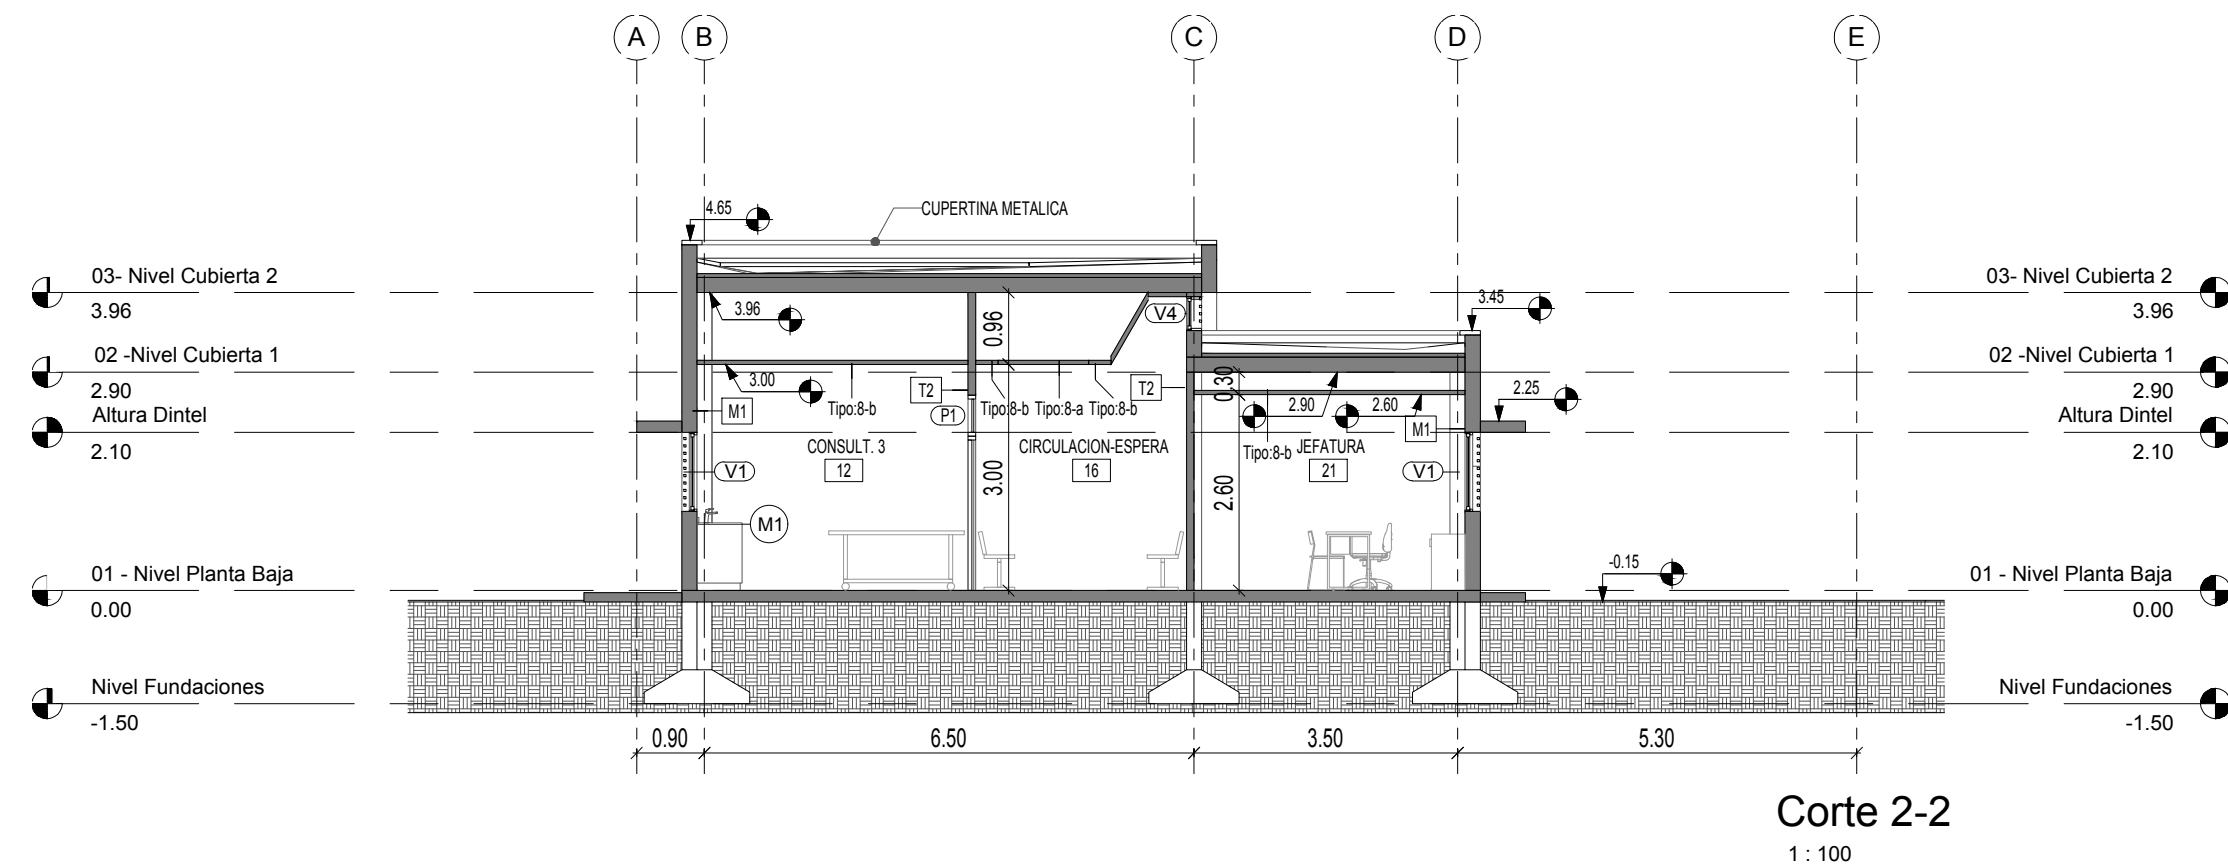 A B C D E
4.65
CUPERTINA METALICA
03- Nivel Cubierta 2
3.96
03- Nivel Cubierta 2
3.96
3.45
3.96
0.96
V4
02 -Nivel Cubierta 1
2.90
02 -Nivel Cubierta 1
2.90
3.00
Tipo:8-b
T2
P1
Tipo:8-b Tipo:8-a Tipo:8-b
T2
0.30
2.90
2.60
2.25
M1
M1
Altura Dintel
2.10
Altura Dintel
2.10
Tipo:8-b
CONSULT. 3
12
CIRCULACION-ESPERA
16
JEFATURA
21
V1
V1
3.00
2.60
M1
-0.15
01 - Nivel Planta Baja
0.00
01 - Nivel Planta Baja
0.00
Nivel Fundaciones
-1.50
Nivel Fundaciones
-1.50
0.90 6.50 3.50 5.30
Corte 2-2
1 : 100